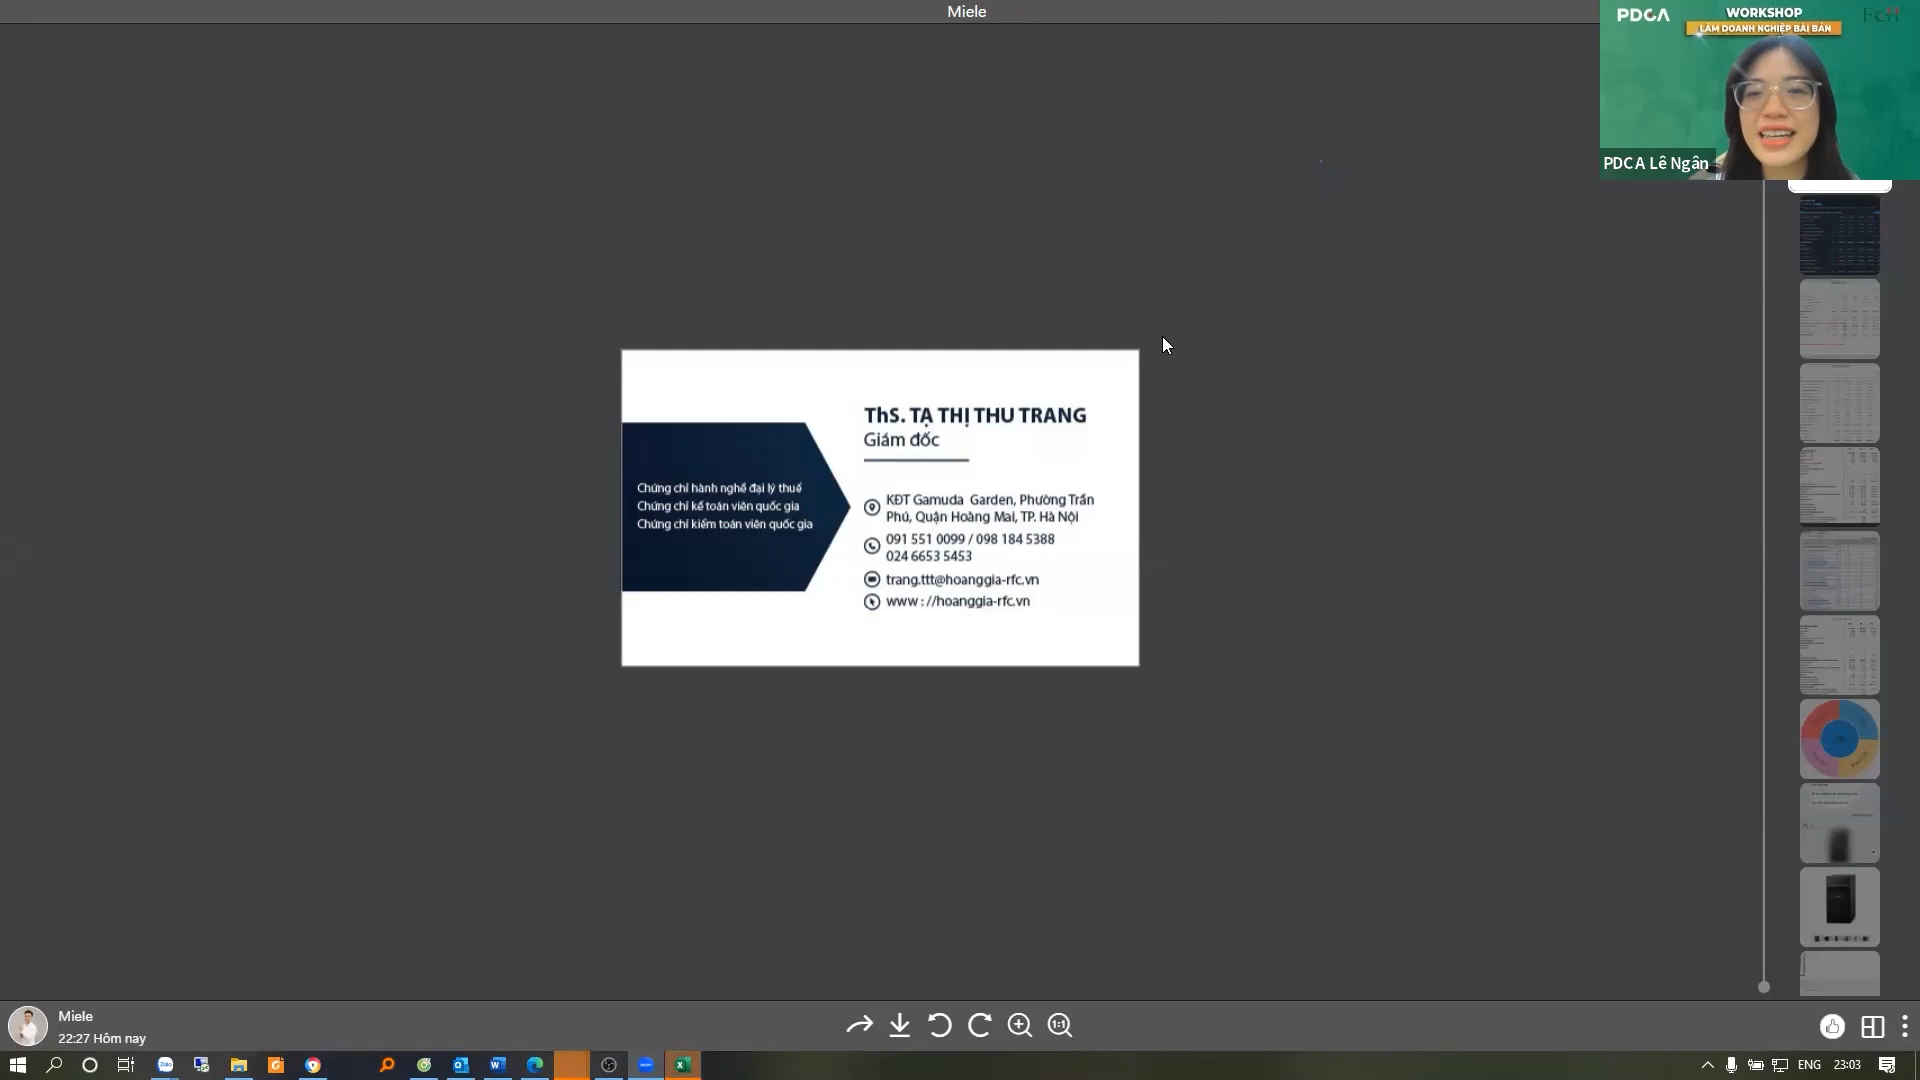 Miele
PDCA
WORKSHOP
LÀM DOANH NGHIỆP BÀI BẢN
PDCA Lê Ngân
ThS. TẠ THỊ THU TRANG
Giám đốc
Chứng chỉ hành nghề đại lý thuế
Chứng chỉ kế toán viên quốc gia
Chứng chỉ kiểm toán viên quốc gia
KĐT Gamuda Garden, Phường Trần
Phú, Quận Hoàng Mai, TP. Hà Nội
091 551 0099 / 098 184 5388
024 6653 5453
trang.ttt@hoanggia-rfc.vn
www : //hoanggia-rfc.vn
Miele
22:27 Hôm nay
1:1
ENG
23:03